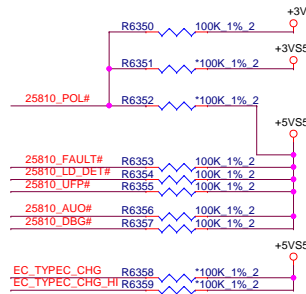 +3V
R6350 100K_1%_2
+3VS5
R6351 *100K_1%_2
25810_POL# R6352 *100K_1%_2
+5VS5
25810_FAULT# R6353 100K_1%_2
25810_LD_DET# R6354 100K_1%_2
25810_UFP# R6355 100K_1%_2
25810_AUO# R6356 100K_1%_2
25810_DBG# R6357 100K_1%_2
+5VS5
EC_TYPEC_CHG R6358 *100K_1%_2
EC_TYPEC_CHG_HI R6359 *100K_1%_2